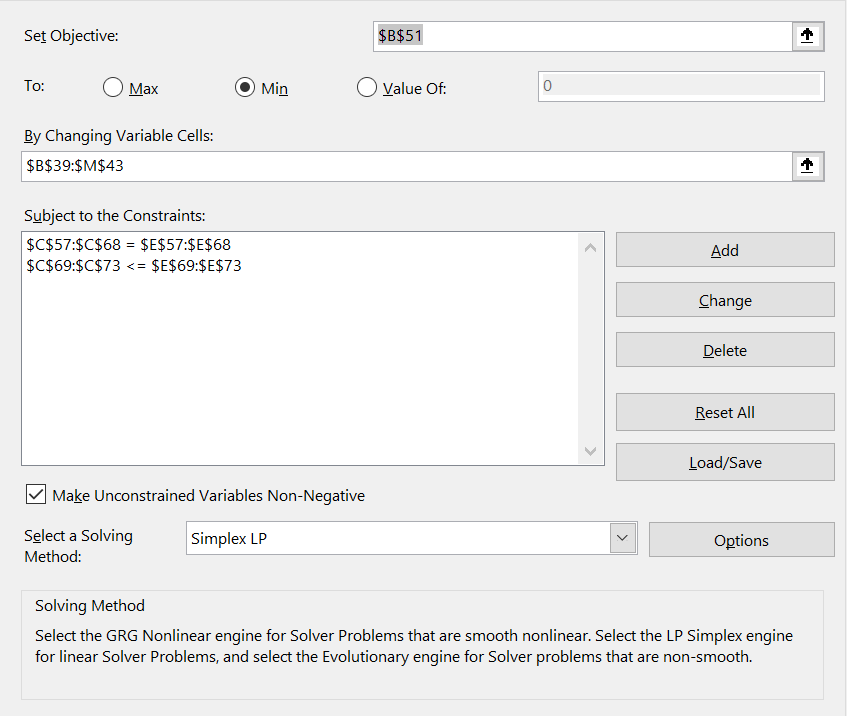 Set Objective: $B$51
To: Max Min Value Of: 0
By Changing Variable Cells:
$B$39:$M$43
Subject to the Constraints:
$C$57:$C$68 = $E$57:$E$68
$C$69:$C$73 <= $E$69:$E$73
Add
Change
Delete
Reset All
Load/Save
Make Unconstrained Variables Non-Negative
Select a Solving
Method:
Simplex LP
Options
Solving Method
Select the GRG Nonlinear engine for Solver Problems that are smooth nonlinear. Select the LP Simplex engine
for linear Solver Problems, and select the Evolutionary engine for Solver problems that are non-smooth.